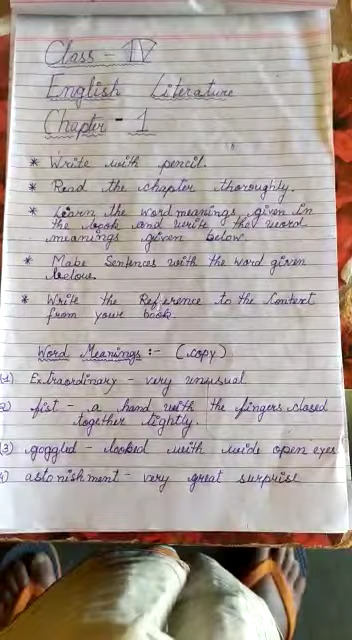 Class - IV
English Literature
Chapter - 1
* Write with pencil.
* Read the chapter thoroughly.
* Learn the word meanings given in
the book and write the word
meanings given below.
* Make Sentences with the word given
below.
* Write the Reference to the Context
from your book
Word Meanings :- (copy)
(1) Extraordinary - very unusual
2) fist - a hand with the fingers closed
together tightly.
(3) goggled - looked with wide open eyes
4) astonishment - very great surprise